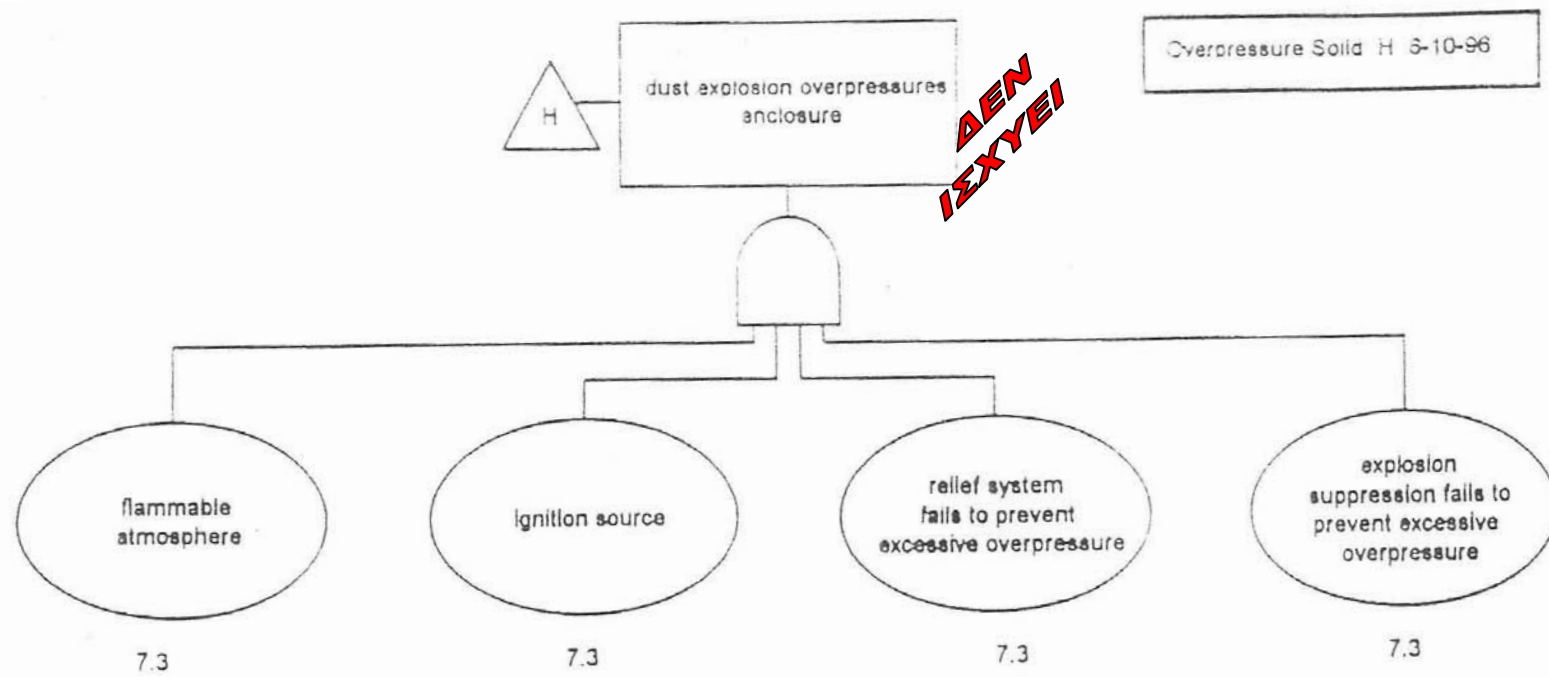 Overpressure Solid H 6-10-96
dust explosion overpressures
enclosure
H
ΔΕΝ
ΙΣΧΥΕΙ
flammable
atmosphere
ignition source
relief system
fails to prevent
excessive overpressure
explosion
suppression fails to
prevent excessive
overpressure
7.3
7.3
7.3
7.3